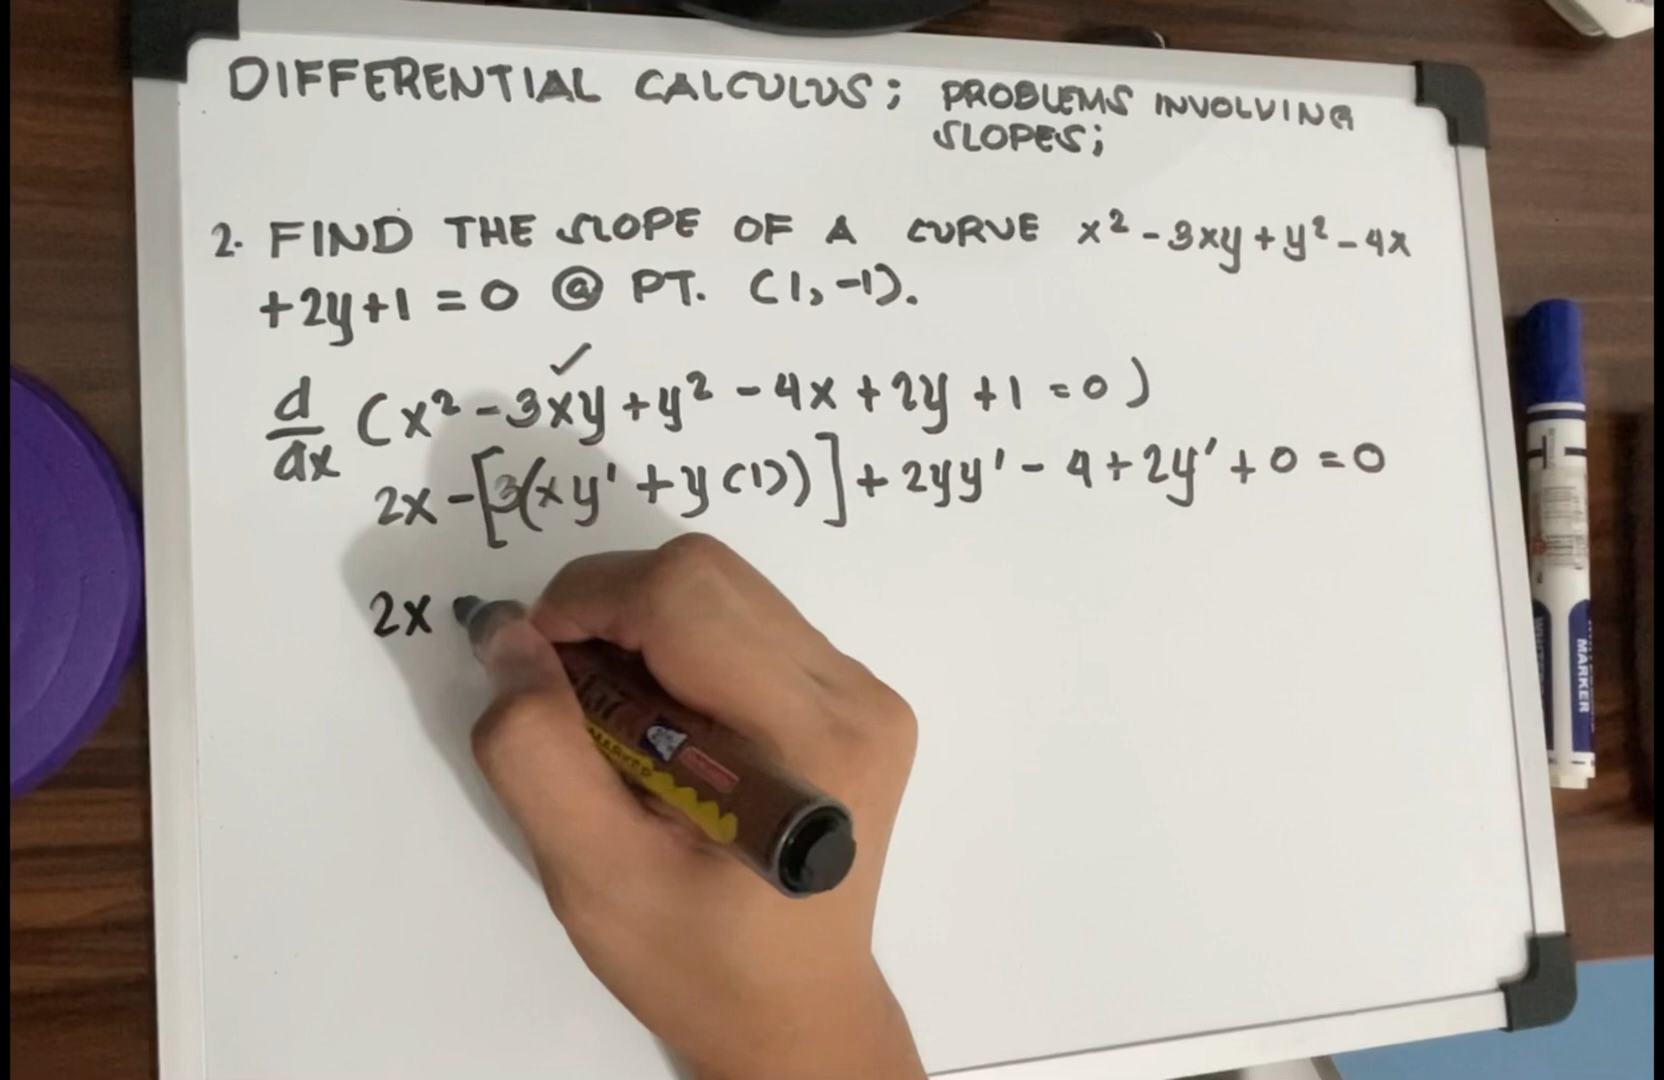 DIFFERENTIAL CALCULUS; PROBLEMS INVOLVING
SLOPES;
2. FIND THE SLOPE OF A CURVE x² - 3xy + y² - 4x
+2y+1 = 0 @ PT. (1, -1).
✓
d/dx (x² - 3xy + y² - 4x + 2y + 1 = 0)
2x - [3(xy' + y(1))] + 2yy' - 4 + 2y' + 0 = 0
2x
MARKER
MARKER